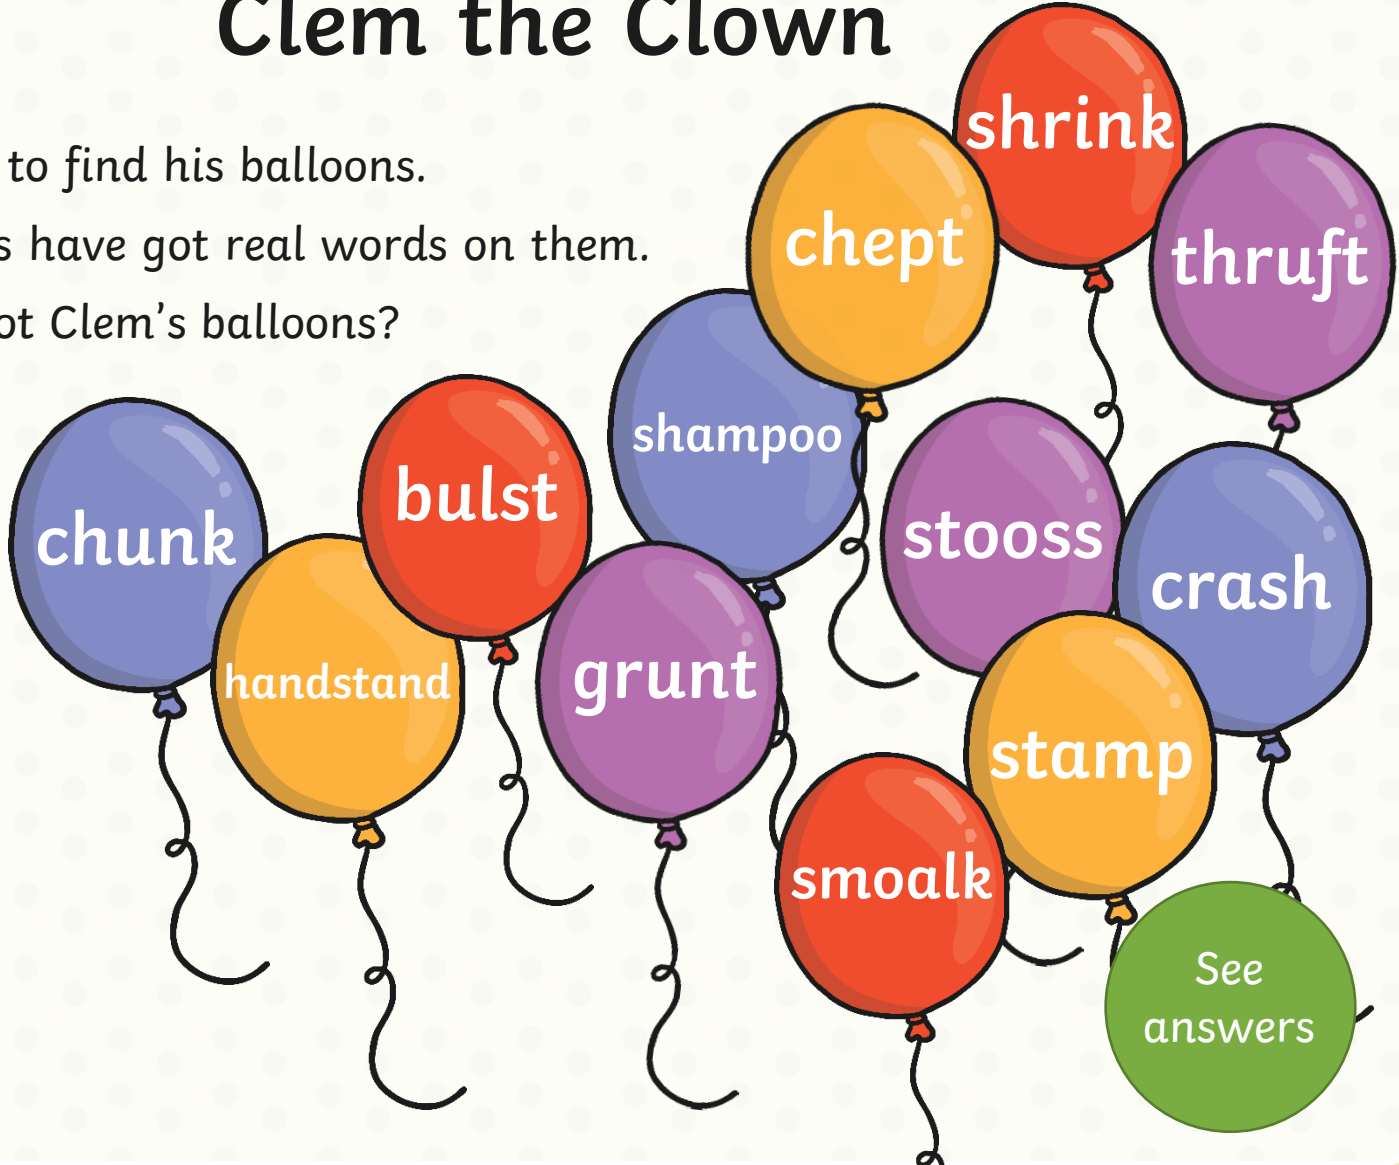 Clem the Clown
to find his balloons.
s have got real words on them.
ot Clem's balloons?
shrink
chept
thruft
shampoo
chunk
bulst
stooss
crash
handstand
grunt
stamp
smoalk
See
answers